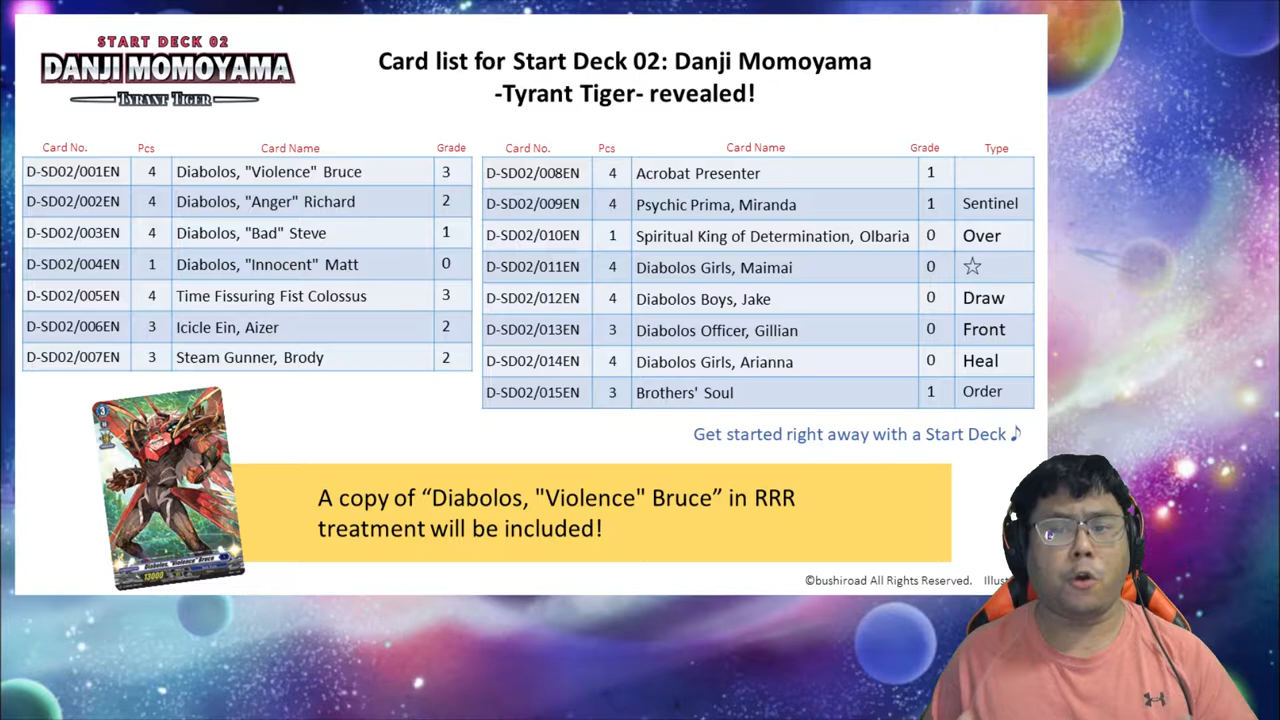 START DECK 02
DANJI MOMOYAMA
TYRANT TIGER
Card list for Start Deck 02: Danji Momoyama
-Tyrant Tiger- revealed!
Card No. Pcs Card Name Grade
D-SD02/001EN 4 Diabolos, "Violence" Bruce 3
D-SD02/002EN 4 Diabolos, "Anger" Richard 2
D-SD02/003EN 4 Diabolos, "Bad" Steve 1
D-SD02/004EN 1 Diabolos, "Innocent" Matt 0
D-SD02/005EN 4 Time Fissuring Fist Colossus 3
D-SD02/006EN 3 Icicle Ein, Aizer 2
D-SD02/007EN 3 Steam Gunner, Brody 2
Card No. Pcs Card Name Grade Type
D-SD02/008EN 4 Acrobat Presenter 1
D-SD02/009EN 4 Psychic Prima, Miranda 1 Sentinel
D-SD02/010EN 1 Spiritual King of Determination, Olbaria 0 Over
D-SD02/011EN 4 Diabolos Girls, Maimai 0 ☆
D-SD02/012EN 4 Diabolos Boys, Jake 0 Draw
D-SD02/013EN 3 Diabolos Officer, Gillian 0 Front
D-SD02/014EN 4 Diabolos Girls, Arianna 0 Heal
D-SD02/015EN 3 Brothers' Soul 1 Order
Get started right away with a Start Deck ♪
3
Diabolos, "Violence" Bruce
13000
A copy of “Diabolos, "Violence" Bruce” in RRR
treatment will be included!
©bushiroad All Rights Reserved. Illust